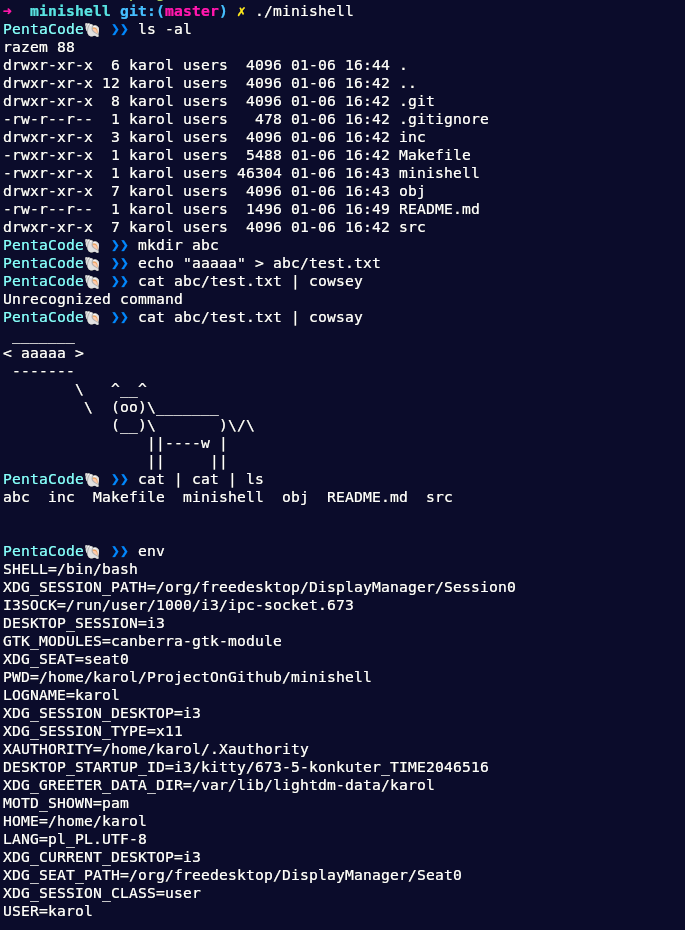 ➜  minishell git:(master) ✗ ./minishell
PentaCode🐚 ❯❯ ls -al
razem 88
drwxr-xr-x  6 karol users  4096 01-06 16:44 .
drwxr-xr-x 12 karol users  4096 01-06 16:42 ..
drwxr-xr-x  8 karol users  4096 01-06 16:42 .git
-rw-r--r--  1 karol users   478 01-06 16:42 .gitignore
drwxr-xr-x  3 karol users  4096 01-06 16:42 inc
-rwxr-xr-x  1 karol users  5488 01-06 16:42 Makefile
-rwxr-xr-x  1 karol users 46304 01-06 16:43 minishell
drwxr-xr-x  7 karol users  4096 01-06 16:43 obj
-rw-r--r--  1 karol users  1496 01-06 16:49 README.md
drwxr-xr-x  7 karol users  4096 01-06 16:42 src
PentaCode🐚 ❯❯ mkdir abc
PentaCode🐚 ❯❯ echo "aaaaa" > abc/test.txt
PentaCode🐚 ❯❯ cat abc/test.txt | cowsey
Unrecognized command
PentaCode🐚 ❯❯ cat abc/test.txt | cowsay
 _______
< aaaaa >
 -------
        \   ^__^
         \  (oo)\_______
            (__)\       )\/\
                ||----w |
                ||     ||
PentaCode🐚 ❯❯ cat | cat | ls
abc  inc  Makefile  minishell  obj  README.md  src
PentaCode🐚 ❯❯ env
SHELL=/bin/bash
XDG_SESSION_PATH=/org/freedesktop/DisplayManager/Session0
I3SOCK=/run/user/1000/i3/ipc-socket.673
DESKTOP_SESSION=i3
GTK_MODULES=canberra-gtk-module
XDG_SEAT=seat0
PWD=/home/karol/ProjectOnGithub/minishell
LOGNAME=karol
XDG_SESSION_DESKTOP=i3
XDG_SESSION_TYPE=x11
XAUTHORITY=/home/karol/.Xauthority
DESKTOP_STARTUP_ID=i3/kitty/673-5-konkuter_TIME2046516
XDG_GREETER_DATA_DIR=/var/lib/lightdm-data/karol
MOTD_SHOWN=pam
HOME=/home/karol
LANG=pl_PL.UTF-8
XDG_CURRENT_DESKTOP=i3
XDG_SEAT_PATH=/org/freedesktop/DisplayManager/Seat0
XDG_SESSION_CLASS=user
USER=karol